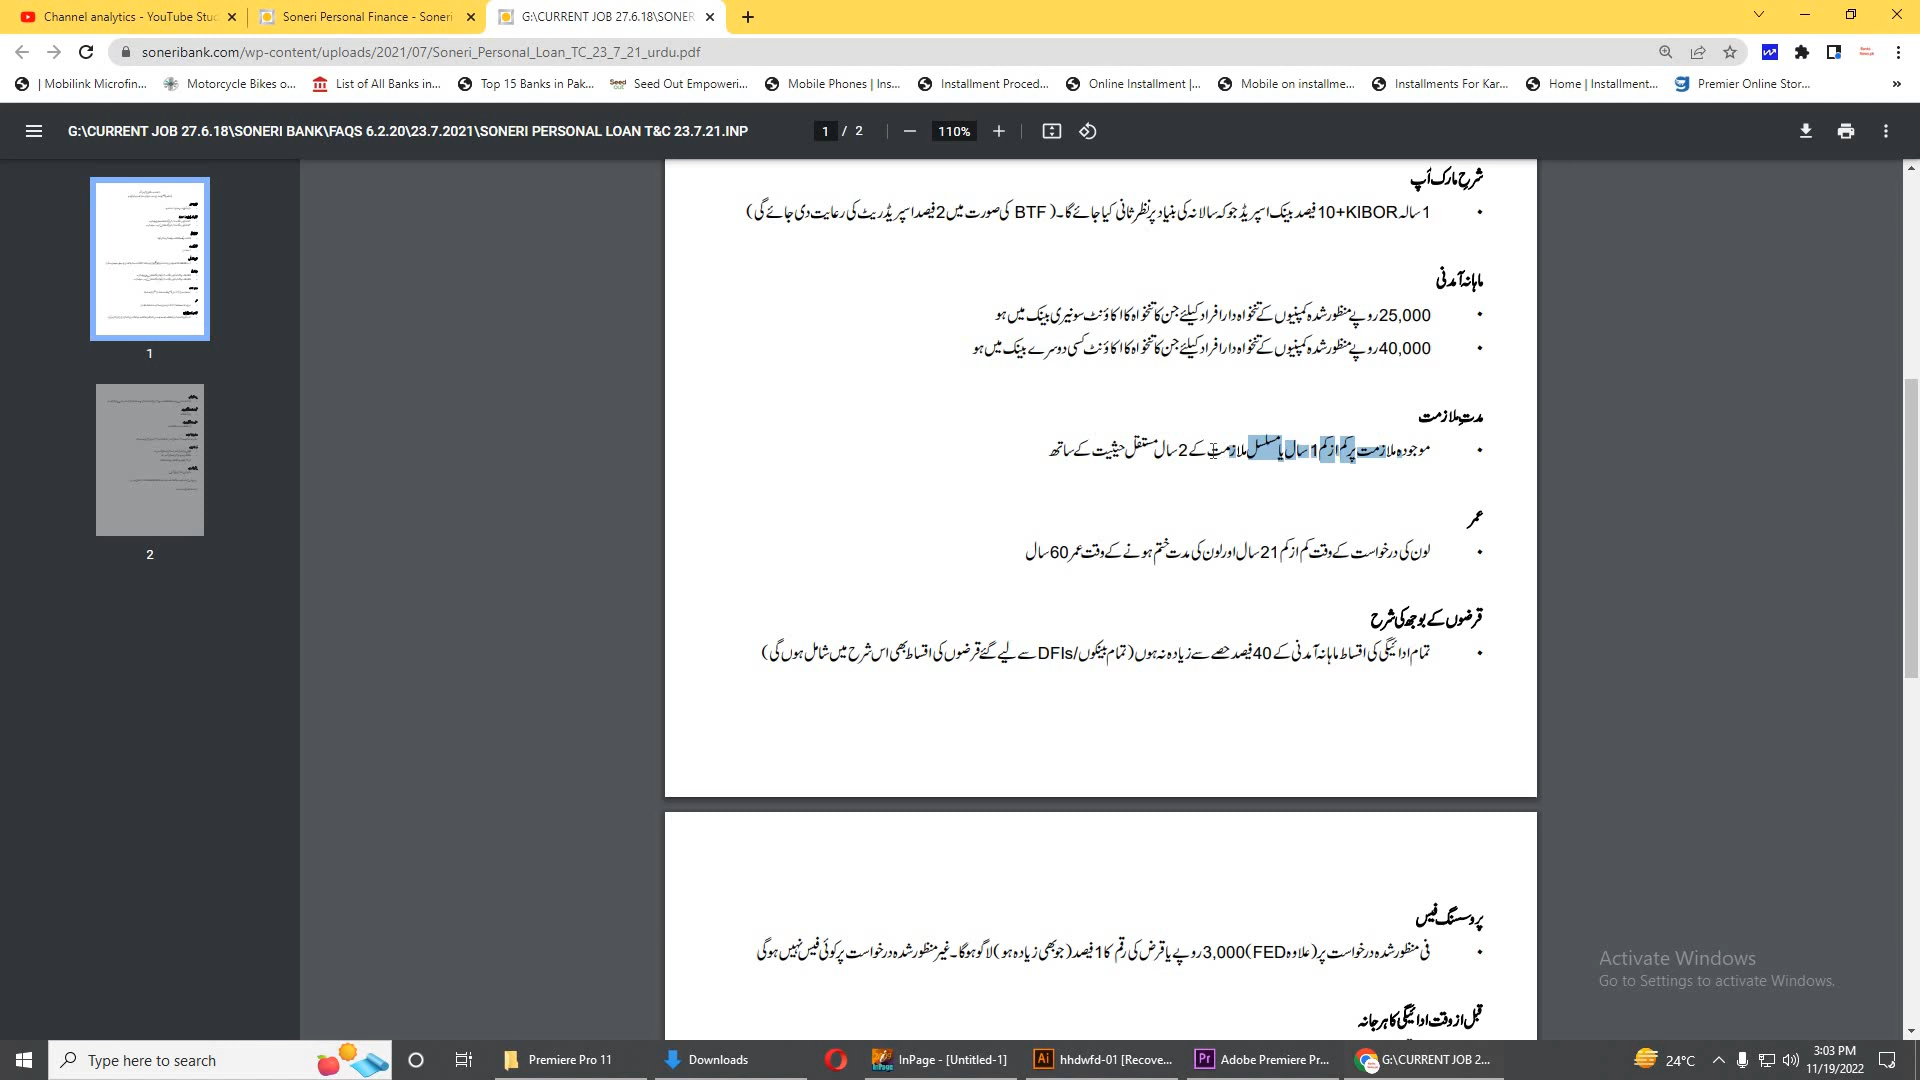 Channel analytics - YouTube Stud
Soneri Personal Finance - Soneri
G:\CURRENT JOB 27.6.18\SONER
soneribank.com/wp-content/uploads/2021/07/Soneri_Personal_Loan_TC_23_7_21_urdu.pdf
| Mobilink Microfin...
Motorcycle Bikes o...
List of All Banks in...
Top 15 Banks in Pak...
Seed Out Empoweri...
Mobile Phones | Ins...
Installment Proced...
Online Installment |...
Mobile on installme...
Installments For Kar...
Home | Installment...
Premier Online Stor...
»
G:\CURRENT JOB 27.6.18\SONERI BANK\FAQS 6.2.20\23.7.2021\SONERI PERSONAL LOAN T&C 23.7.21.INP
1 / 2
110%
1
2
شرحِ مارک اَپ
• 1 سالہ KIBOR+10 فیصد بینک اسپریڈ جو کہ سالانہ کی بنیاد پر نظر ثانی کیا جائے گا۔ (BTF کی صورت میں 2 فیصد اسپریڈ ریٹ کی رعایت دی جائے گی)
ماہانہ آمدنی
• 25,000 روپے منظور شدہ کمپنیوں کے تنخواہ دار افراد کیلئے جن کا تنخواہ کا اکاؤنٹ سونیری بینک میں ہو
• 40,000 روپے منظور شدہ کمپنیوں کے تنخواہ دار افراد کیلئے جن کا تنخواہ کا اکاؤنٹ کسی دوسرے بینک میں ہو
مدتِ ملازمت
• موجودہ ملازمت پر کم از کم 1 سال یا مسلسل ملازمت کے 2 سال مستقل حیثیت کے ساتھ
عمر
• لون کی درخواست کے وقت کم از کم 21 سال اور لون کی مدت ختم ہونے کے وقت عمر 60 سال
قرضوں کے بوجھ کی شرح
• تمام ادائیگی کی اقساط ماہانہ آمدنی کے 40 فیصد حصے سے زیادہ نہ ہوں (تمام بینکوں/DFIs سے لیے گئے قرضوں کی اقساط بھی اس شرح میں شامل ہوں گی)
پروسسنگ فیس
• فی منظور شدہ درخواست پر (علاوہ FED) 3,000 روپے یا قرض کی رقم کا 1 فیصد (جو بھی زیادہ ہو) لاگو ہوگا۔ غیر منظور شدہ درخواست پر کوئی فیس نہیں ہوگی
قبل از وقت ادائیگی کا ہرجانہ
Activate Windows
Go to Settings to activate Windows.
Type here to search
Premiere Pro 11
Downloads
InPage - [Untitled-1]
hhdwfd-01 [Recove...
Adobe Premiere Pr...
G:\CURRENT JOB 2...
24°C
3:03 PM
11/19/2022